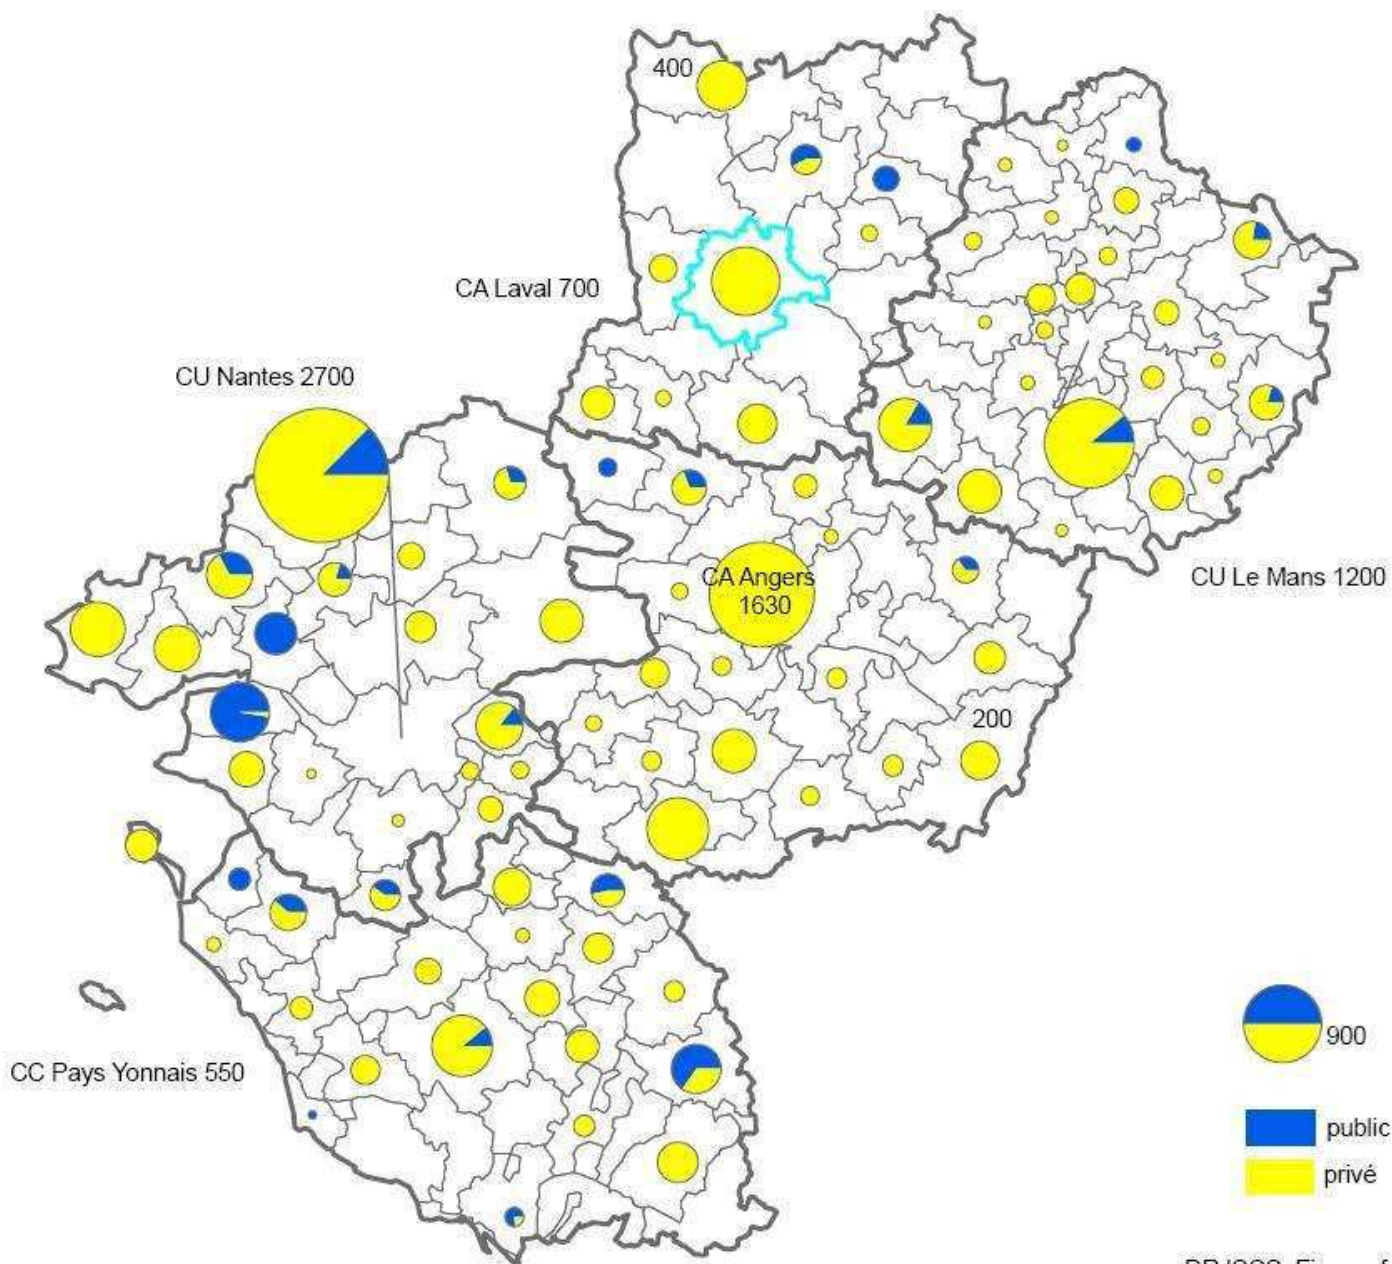 400
CA Laval 700
CU Nantes 2700
CA Angers
1630
CU Le Mans 1200
200
900
CC Pays Yonnais 550
public
privé